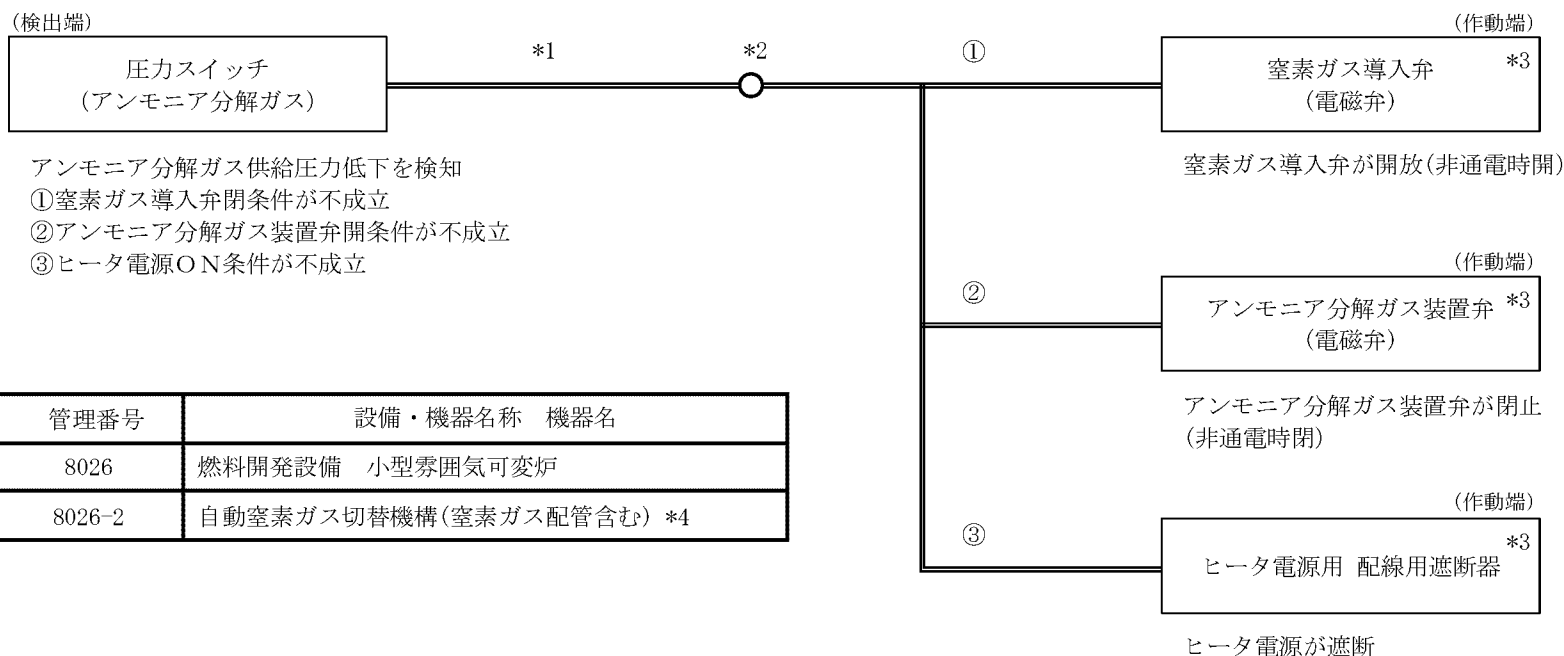 (検出端)
圧力スイッチ
(アンモニア分解ガス)
*1
*2
①
(作動端)
窒素ガス導入弁 *3
(電磁弁)
アンモニア分解ガス供給圧力低下を検知
①窒素ガス導入弁閉条件が不成立
②アンモニア分解ガス装置弁開条件が不成立
③ヒータ電源ON条件が不成立
窒素ガス導入弁が開放(非通電時開)
②
(作動端)
アンモニア分解ガス装置弁 *3
(電磁弁)
アンモニア分解ガス装置弁が閉止
(非通電時閉)
管理番号 設備・機器名称 機器名
8026 燃料開発設備 小型雰囲気可変炉
8026-2 自動窒素ガス切替機構(窒素ガス配管含む) *4
③
(作動端)
ヒータ電源用 配線用遮断器 *3
ヒータ電源が遮断